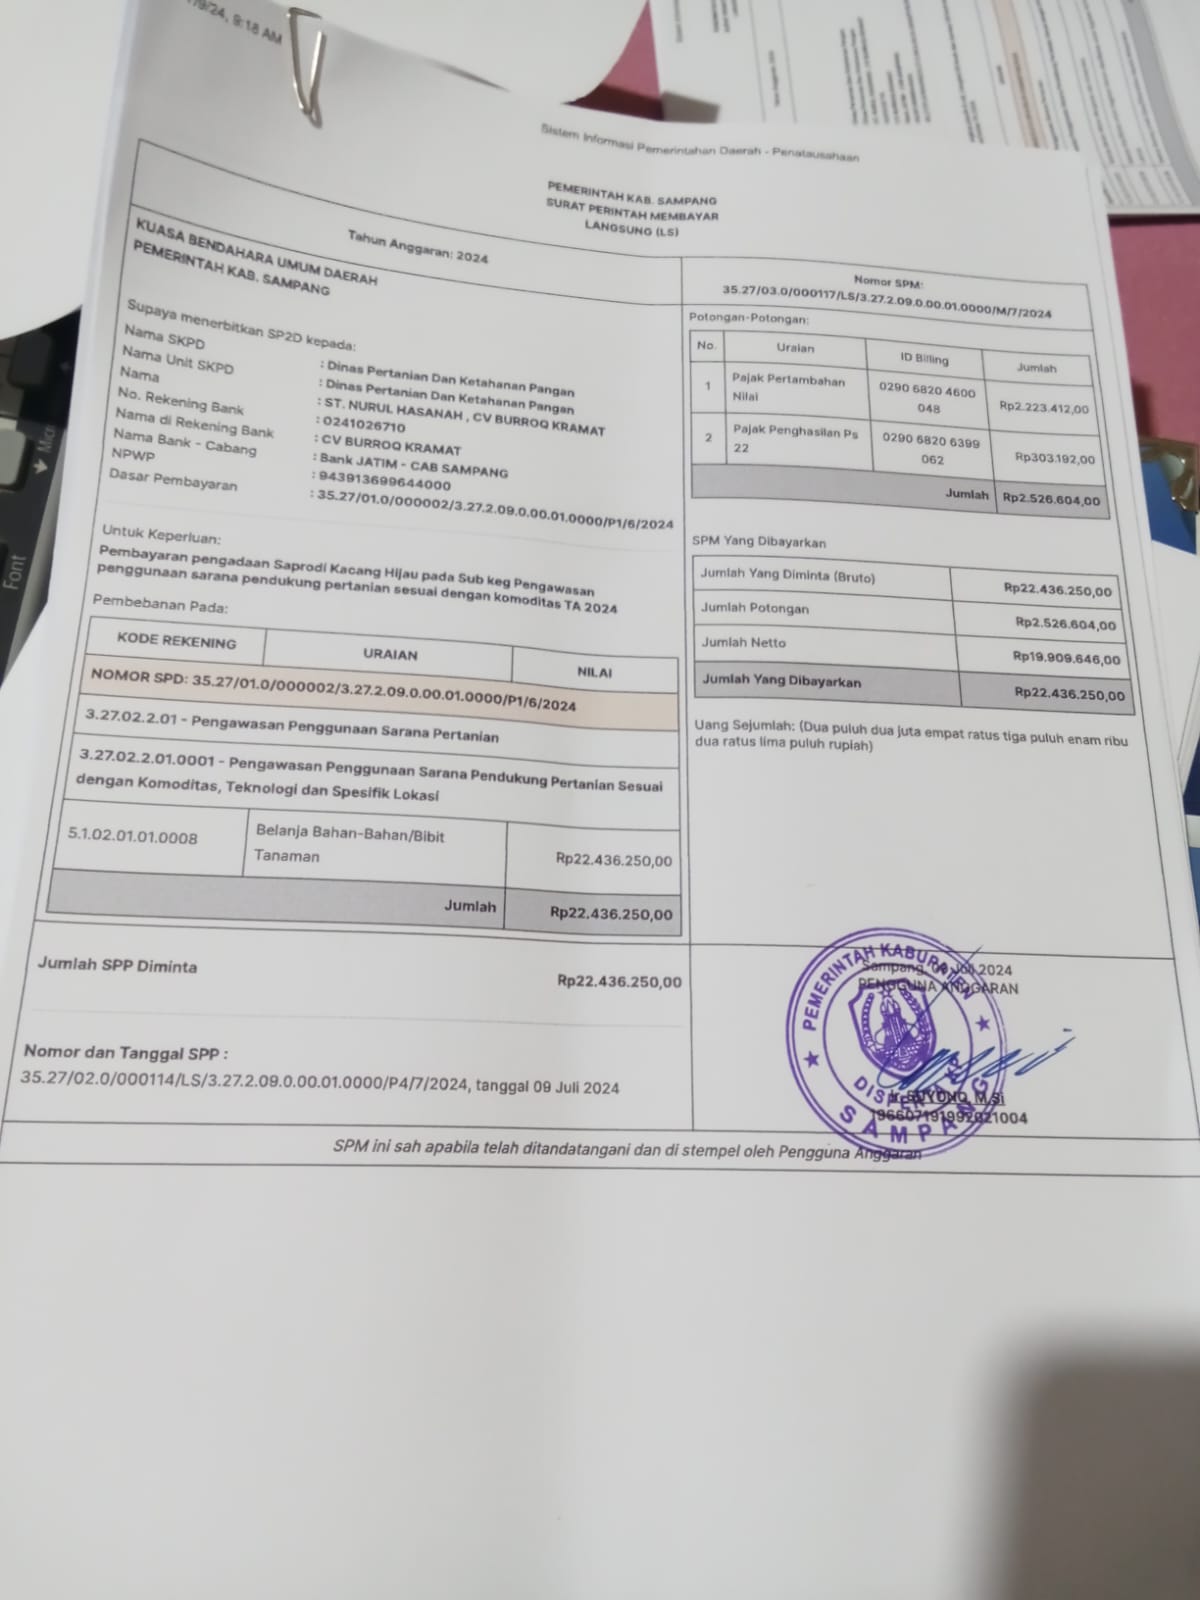 /9/24, 9:18 AM
Sistem Informasi Pemerintahan Daerah - Penatausahaan
PEMERINTAH KAB. SAMPANG
SURAT PERINTAH MEMBAYAR
LANGSUNG (LS)
Tahun Anggaran: 2024
Nomor SPM:
35.27/03.0/000117/LS/3.27.2.09.0.00.01.0000/M/7/2024
KUASA BENDAHARA UMUM DAERAH
PEMERINTAH KAB. SAMPANG
Supaya menerbitkan SP2D kepada:
Nama SKPD : Dinas Pertanian Dan Ketahanan Pangan
Nama Unit SKPD : Dinas Pertanian Dan Ketahanan Pangan
Nama : ST. NURUL HASANAH , CV BURROQ KRAMAT
No. Rekening Bank : 0241026710
Nama di Rekening Bank : CV BURROQ KRAMAT
Nama Bank - Cabang : Bank JATIM - CAB SAMPANG
NPWP : 943913699644000
Dasar Pembayaran : 35.27/01.0/000002/3.27.2.09.0.00.01.0000/P1/6/2024
Untuk Keperluan:
Pembayaran pengadaan Saprodi Kacang Hijau pada Sub keg Pengawasan
penggunaan sarana pendukung pertanian sesuai dengan komoditas TA 2024
Pembebanan Pada:
KODE REKENING URAIAN NILAI
NOMOR SPD: 35.27/01.0/000002/3.27.2.09.0.00.01.0000/P1/6/2024
3.27.02.2.01 - Pengawasan Penggunaan Sarana Pertanian
3.27.02.2.01.0001 - Pengawasan Penggunaan Sarana Pendukung Pertanian Sesuai
dengan Komoditas, Teknologi dan Spesifik Lokasi
5.1.02.01.01.0008 Belanja Bahan-Bahan/Bibit
Tanaman Rp22.436.250,00
Jumlah Rp22.436.250,00
Jumlah SPP Diminta Rp22.436.250,00
Nomor dan Tanggal SPP :
35.27/02.0/000114/LS/3.27.2.09.0.00.01.0000/P4/7/2024, tanggal 09 Juli 2024
Potongan-Potongan:
No. Uraian ID Billing Jumlah
1 Pajak Pertambahan
Nilai 0290 6820 4600
048 Rp2.223.412,00
2 Pajak Penghasilan Ps
22 0290 6820 6399
062 Rp303.192,00
Jumlah Rp2.526.604,00
SPM Yang Dibayarkan
Jumlah Yang Diminta (Bruto) Rp22.436.250,00
Jumlah Potongan Rp2.526.604,00
Jumlah Netto Rp19.909.646,00
Jumlah Yang Dibayarkan Rp22.436.250,00
Uang Sejumlah: (Dua puluh dua juta empat ratus tiga puluh enam ribu
dua ratus lima puluh rupiah)
Sampang, 09 Juli 2024
PENGGUNA ANGGARAN
PEMERINTAH KABUPATEN
SAMPANG
Ir. SUYONO, M.Si
196607191992021004
SPM ini sah apabila telah ditandatangani dan di stempel oleh Pengguna Anggaran
Font